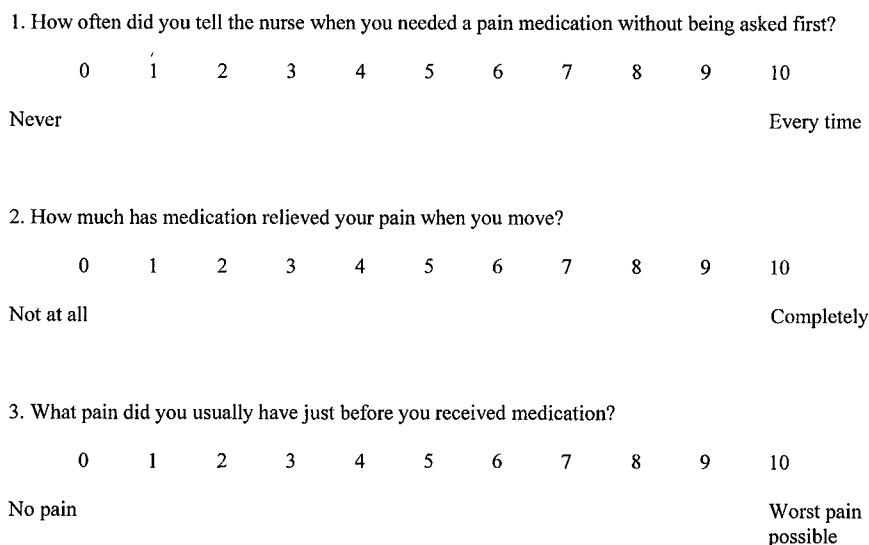 1. How often did you tell the nurse when you needed a pain medication without being asked first?
0 1 2 3 4 5 6 7 8 9 10
Never Every time
2. How much has medication relieved your pain when you move?
0 1 2 3 4 5 6 7 8 9 10
Not at all Completely
3. What pain did you usually have just before you received medication?
0 1 2 3 4 5 6 7 8 9 10
No pain Worst pain
possible